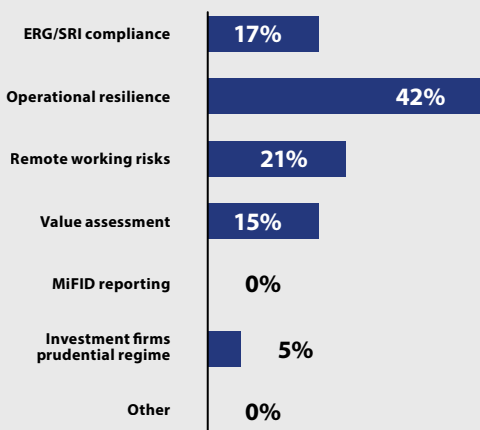 ERG/SRI compliance 17%
Operational resilience 42%
Remote working risks 21%
Value assessment 15%
MiFID reporting 0%
Investment firms
prudential regime 5%
Other 0%